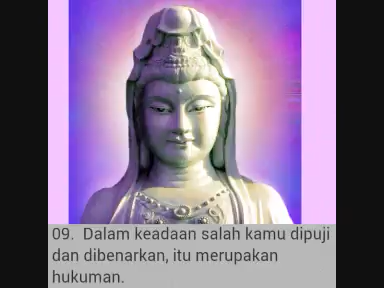 09. Dalam keadaan salah kamu dipuji
dan dibenarkan, itu merupakan
hukuman.